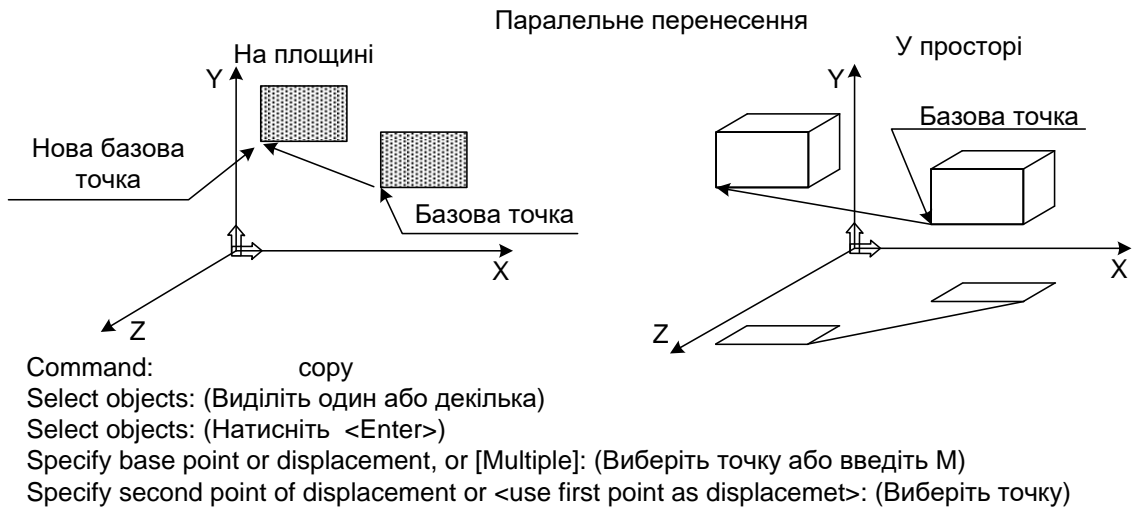 Паралельне перенесення
На площині
Y
Нова базова
точка
Базова точка
X
Z
У просторі
Y
Базова точка
X
Z
Command: copy
Select objects: (Виділіть один або декілька)
Select objects: (Натисніть <Enter>)
Specify base point or displacement, or [Multiple]: (Виберіть точку або введіть М)
Specify second point of displacement or <use first point as displacemet>: (Виберіть точку)